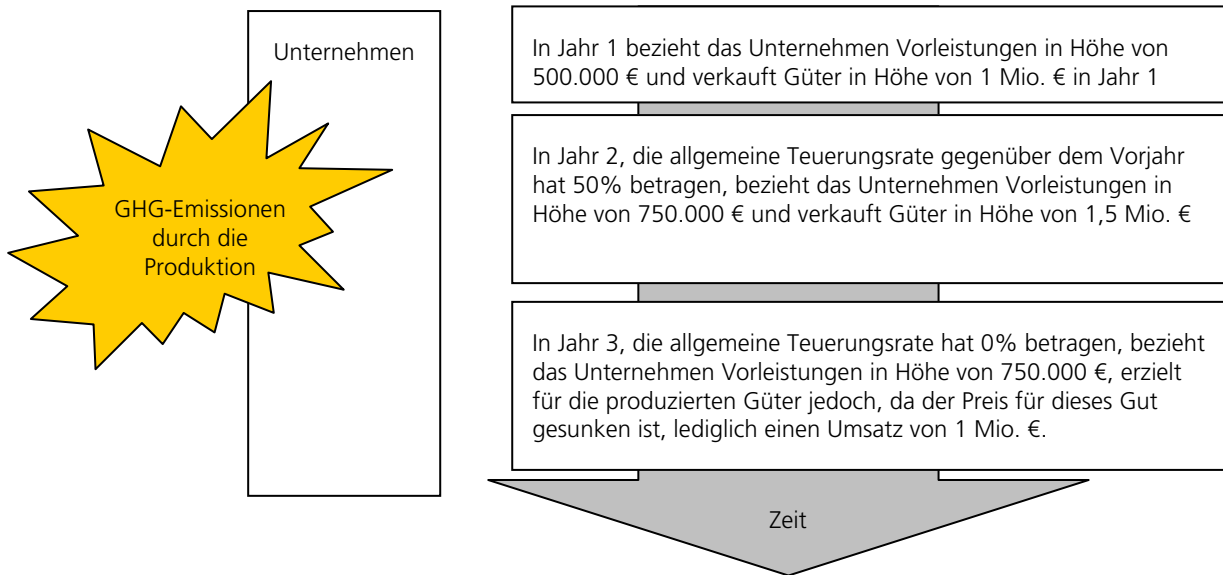 Unternehmen
GHG-Emissionen
durch die
Produktion
In Jahr 1 bezieht das Unternehmen Vorleistungen in Höhe von
500.000 € und verkauft Güter in Höhe von 1 Mio. € in Jahr 1
In Jahr 2, die allgemeine Teuerungsrate gegenüber dem Vorjahr
hat 50% betragen, bezieht das Unternehmen Vorleistungen in
Höhe von 750.000 € und verkauft Güter in Höhe von 1,5 Mio. €
In Jahr 3, die allgemeine Teuerungsrate hat 0% betragen, bezieht
das Unternehmen Vorleistungen in Höhe von 750.000 €, erzielt
für die produzierten Güter jedoch, da der Preis für dieses Gut
gesunken ist, lediglich einen Umsatz von 1 Mio. €.
Zeit